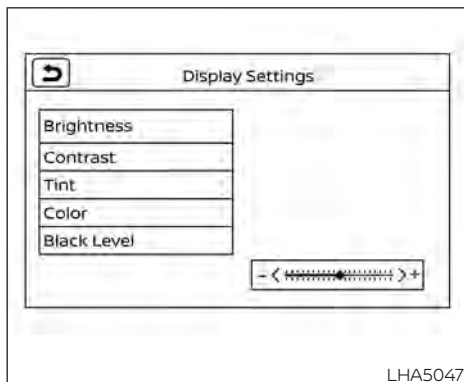 Display Settings
Brightness
Contrast
Tint
Color
Black Level
- < > +
LHA5047